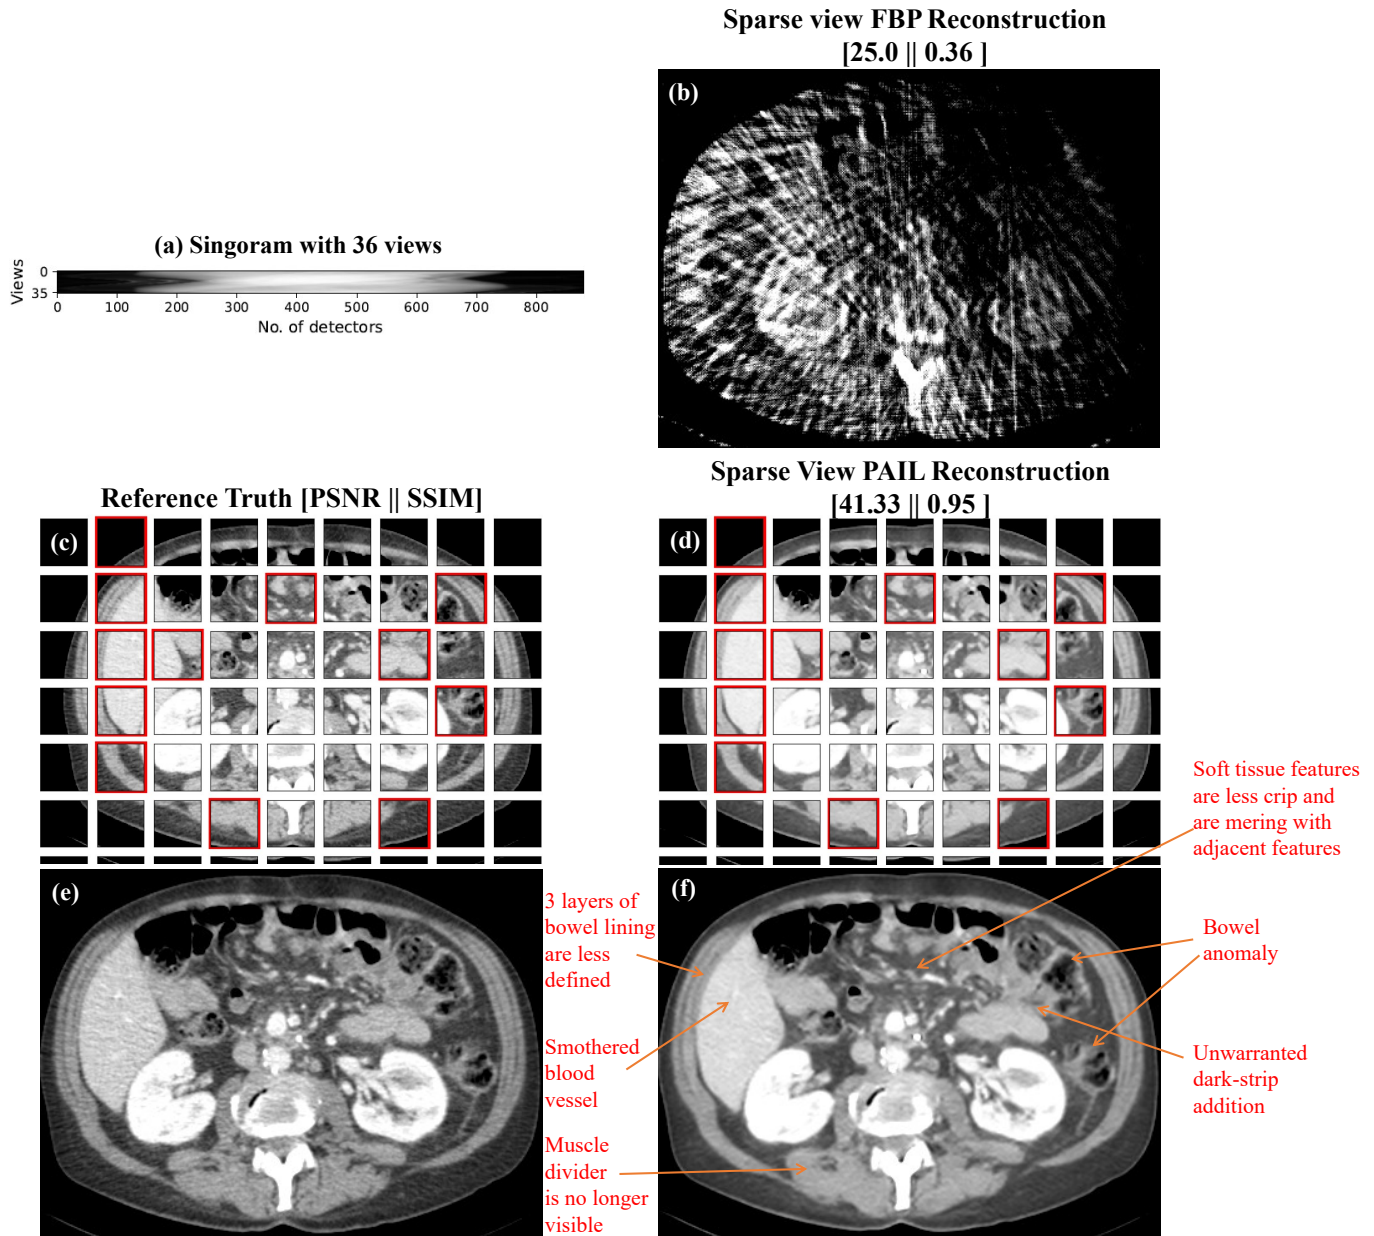 Sparse view FBP Reconstruction
[25.0 || 0.36 ]
(b)
(a) Singoram with 36 views
Views
0
35
0 100 200 300 400 500 600 700 800
No. of detectors
Reference Truth [PSNR || SSIM]
Sparse View PAIL Reconstruction
[41.33 || 0.95 ]
(c)
(d)
Soft tissue features
are less crip and
are mering with
adjacent features
(e)
3 layers of
bowel lining
are less
defined
Smothered
blood
vessel
Muscle
divider
is no longer
visible
(f)
Bowel
anomaly
Unwarranted
dark-strip
addition